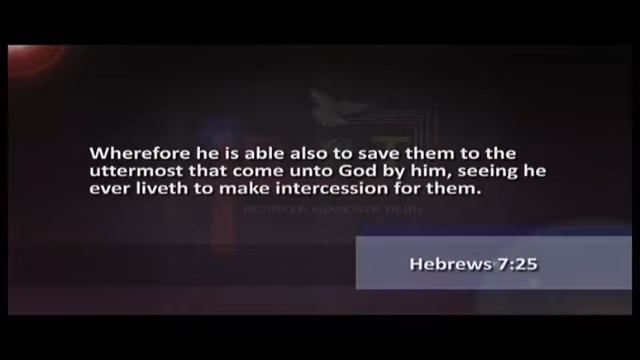 Wherefore he is able also to save them to the
uttermost that come unto God by him, seeing he
ever liveth to make intercession for them.
Hebrews 7:25